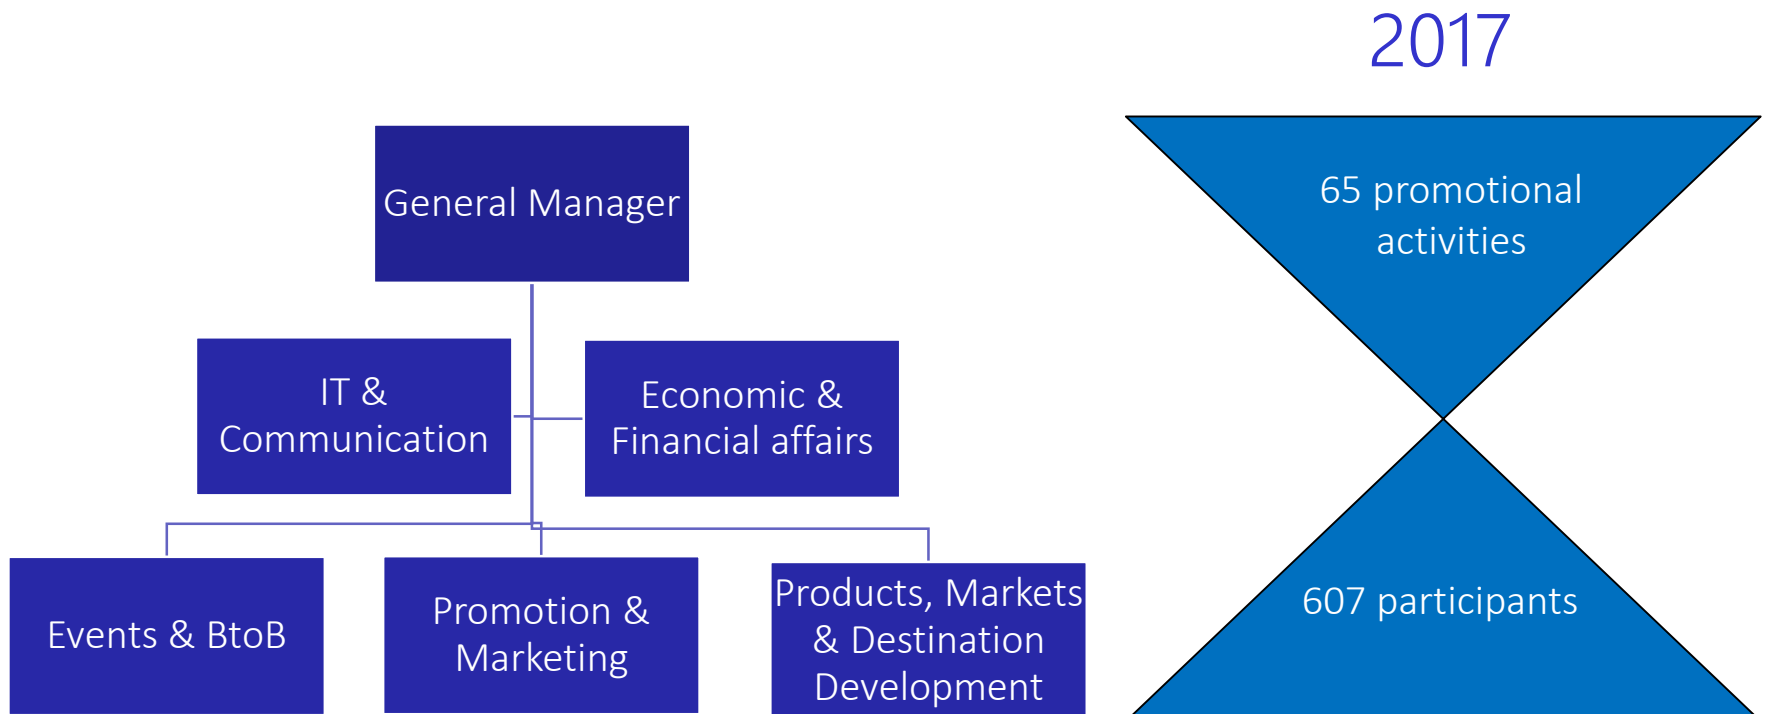 2017
General Manager
65 promotional
activities
IT &
Communication
Economic &
Financial affairs
Events & BtoB
Promotion &
Marketing
Products, Markets
& Destination
Development
607 participants